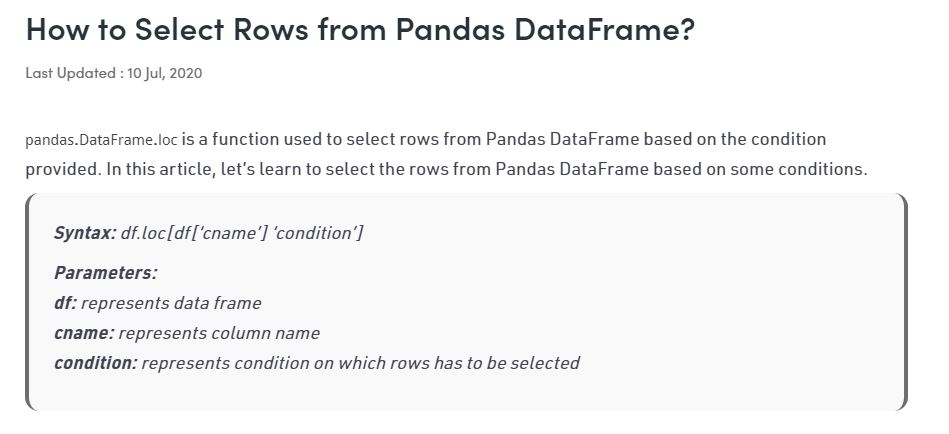 How to Select Rows from Pandas DataFrame?
Last Updated : 10 Jul, 2020
pandas.DataFrame.loc is a function used to select rows from Pandas DataFrame based on the condition
provided. In this article, let’s learn to select the rows from Pandas DataFrame based on some conditions.
Syntax: df.loc[df[‘cname’] ‘condition’]
Parameters:
df: represents data frame
cname: represents column name
condition: represents condition on which rows has to be selected